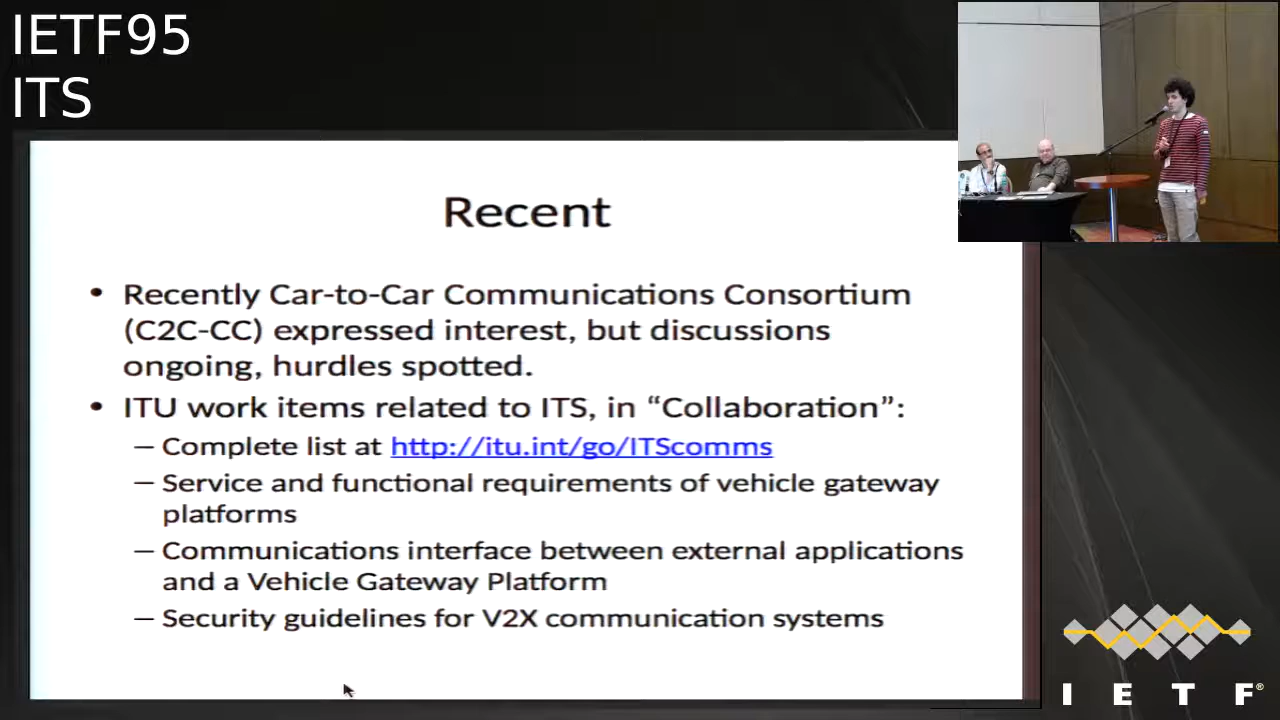 IETF95
ITS
Recent
• Recently Car-to-Car Communications Consortium
(C2C-CC) expressed interest, but discussions
ongoing, hurdles spotted.
• ITU work items related to ITS, in “Collaboration”:
– Complete list at http://itu.int/go/ITScomms
– Service and functional requirements of vehicle gateway
platforms
– Communications interface between external applications
and a Vehicle Gateway Platform
– Security guidelines for V2X communication systems
I E T F®